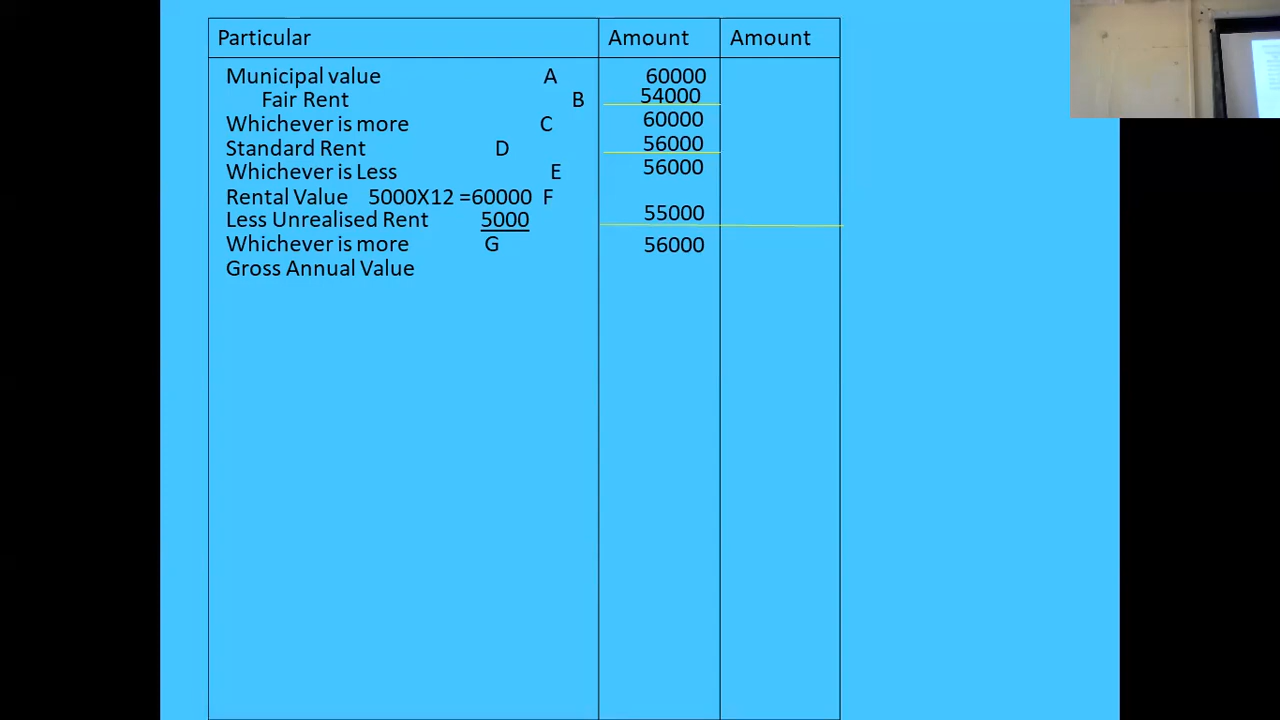 Particular Amount Amount
Municipal value A 60000
Fair Rent B 54000
Whichever is more C 60000
Standard Rent D 56000
Whichever is Less E 56000
Rental Value 5000X12 =60000 F
Less Unrealised Rent 5000 55000
Whichever is more G 56000
Gross Annual Value